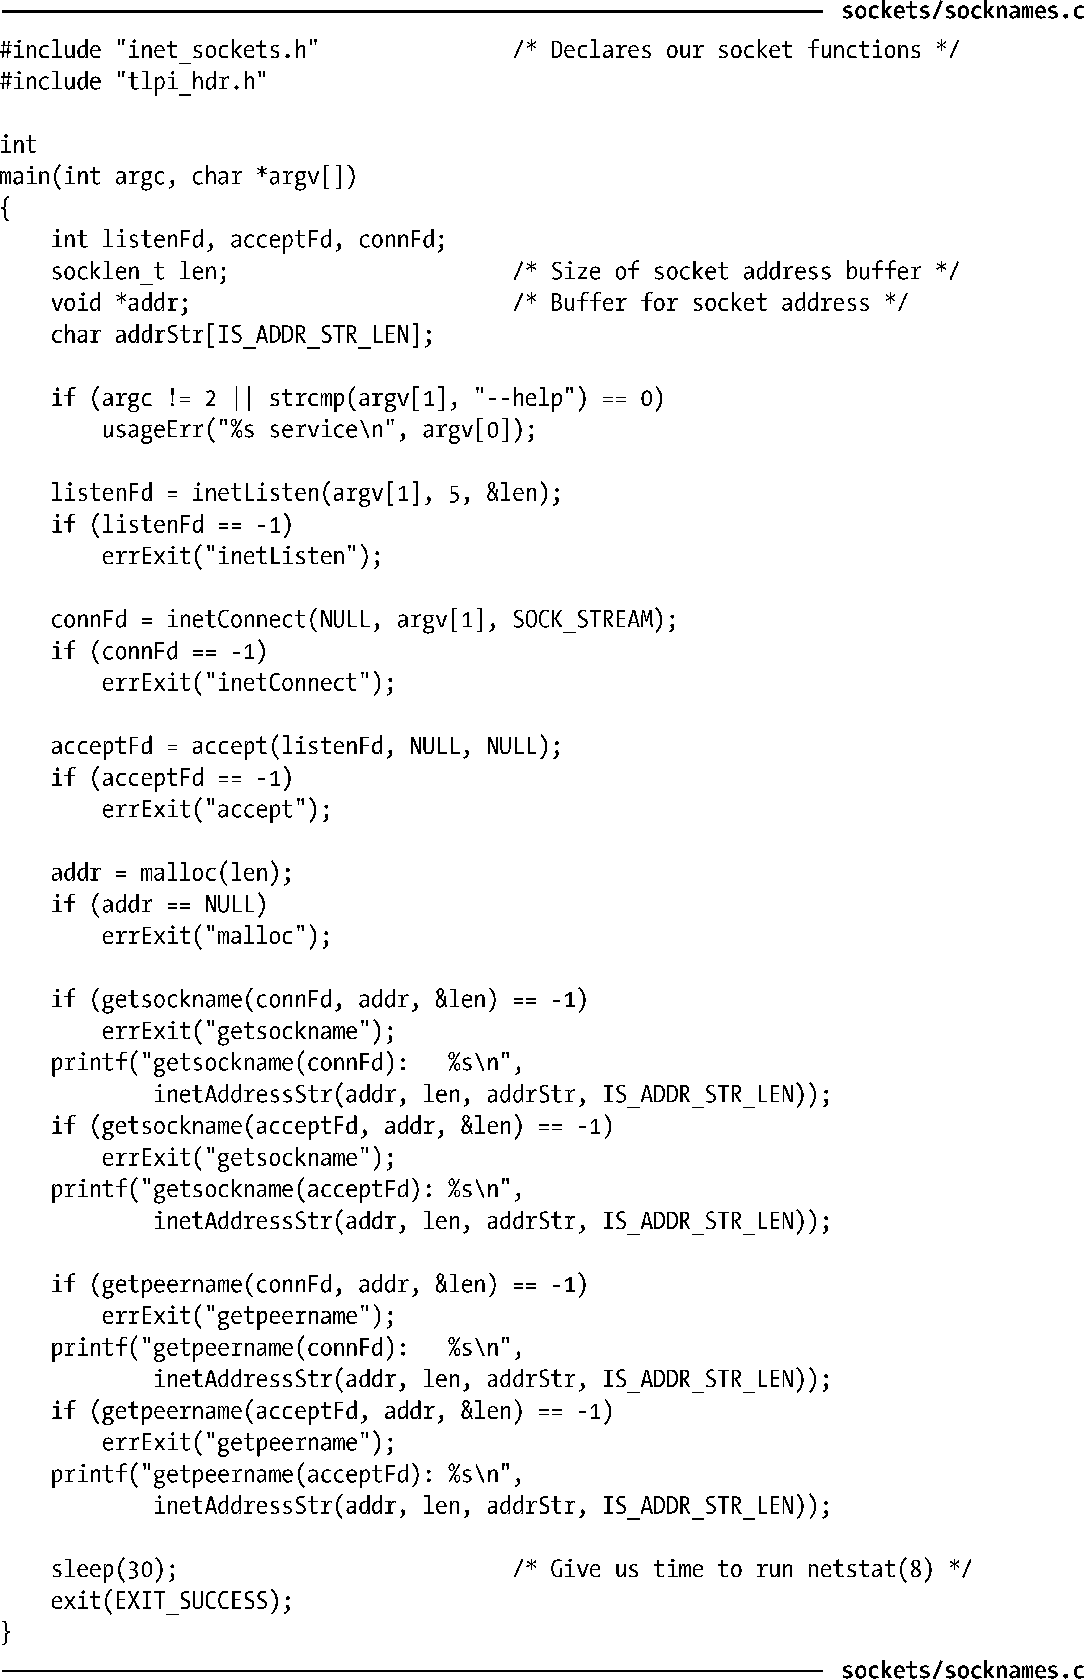 sockets/socknames.c
#include "inet_sockets.h"               /* Declares our socket functions */
#include "tlpi_hdr.h"

int
main(int argc, char *argv[])
{
    int listenFd, acceptFd, connFd;
    socklen_t len;                      /* Size of socket address buffer */
    void *addr;                         /* Buffer for socket address */
    char addrStr[IS_ADDR_STR_LEN];

    if (argc != 2 || strcmp(argv[1], "--help") == 0)
        usageErr("%s service\n", argv[0]);

    listenFd = inetListen(argv[1], 5, &len);
    if (listenFd == -1)
        errExit("inetListen");

    connFd = inetConnect(NULL, argv[1], SOCK_STREAM);
    if (connFd == -1)
        errExit("inetConnect");

    acceptFd = accept(listenFd, NULL, NULL);
    if (acceptFd == -1)
        errExit("accept");

    addr = malloc(len);
    if (addr == NULL)
        errExit("malloc");

    if (getsockname(connFd, addr, &len) == -1)
        errExit("getsockname");
    printf("getsockname(connFd):   %s\n",
            inetAddressStr(addr, len, addrStr, IS_ADDR_STR_LEN));
    if (getsockname(acceptFd, addr, &len) == -1)
        errExit("getsockname");
    printf("getsockname(acceptFd): %s\n",
            inetAddressStr(addr, len, addrStr, IS_ADDR_STR_LEN));

    if (getpeername(connFd, addr, &len) == -1)
        errExit("getpeername");
    printf("getpeername(connFd):   %s\n",
            inetAddressStr(addr, len, addrStr, IS_ADDR_STR_LEN));
    if (getpeername(acceptFd, addr, &len) == -1)
        errExit("getpeername");
    printf("getpeername(acceptFd): %s\n",
            inetAddressStr(addr, len, addrStr, IS_ADDR_STR_LEN));

    sleep(30);                          /* Give us time to run netstat(8) */
    exit(EXIT_SUCCESS);
}
sockets/socknames.c